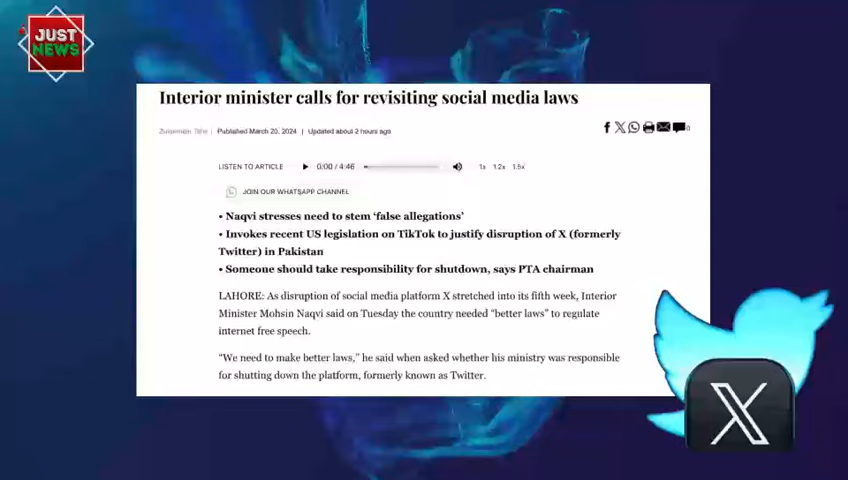 JUST
NEWS
Interior minister calls for revisiting social media laws
Published March 20, 2024 | Updated about 2 hours ago
0
LISTEN TO ARTICLE 0:00 / 4:46 1x 1.2x 1.5x
JOIN OUR WHATSAPP CHANNEL
• Naqvi stresses need to stem ‘false allegations’
• Invokes recent US legislation on TikTok to justify disruption of X (formerly
Twitter) in Pakistan
• Someone should take responsibility for shutdown, says PTA chairman
LAHORE: As disruption of social media platform X stretched into its fifth week, Interior
Minister Mohsin Naqvi said on Tuesday the country needed “better laws” to regulate
internet free speech.
“We need to make better laws,” he said when asked whether his ministry was responsible
for shutting down the platform, formerly known as Twitter.
X